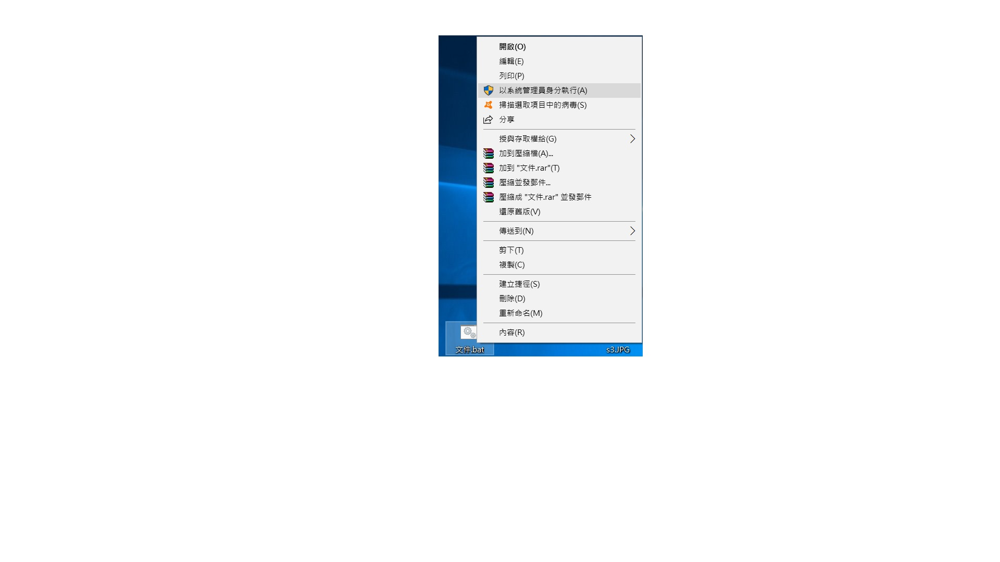 開啟(O)
編輯(E)
列印(P)
以系統管理員身分執行(A)
掃描選取項目中的病毒(S)
分享
授與存取權給(G)
加到壓縮檔(A)...
加到 "文件.rar"(T)
壓縮並發郵件...
壓縮成 "文件.rar" 並發郵件
還原舊版(V)
傳送到(N)
剪下(T)
複製(C)
建立捷徑(S)
刪除(D)
重新命名(M)
內容(R)
文件.bat
s3.JPG